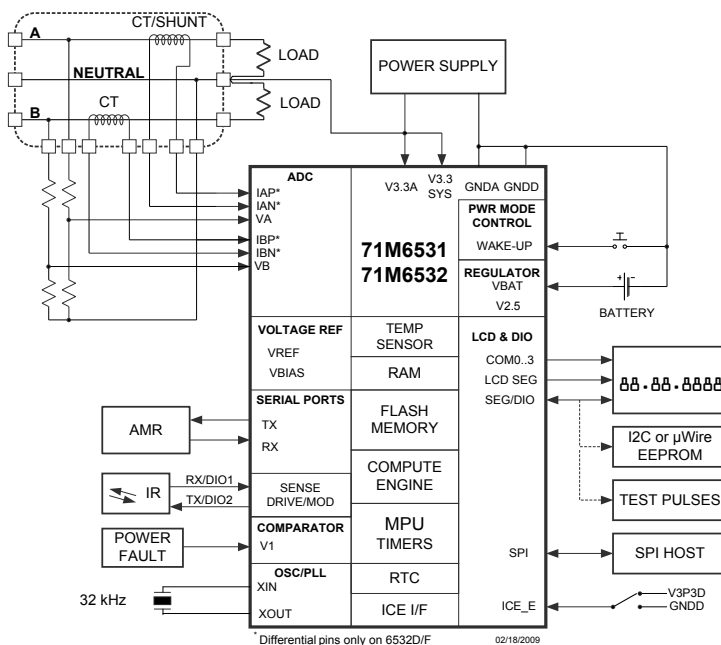 CT/SHUNT
A
LOAD
NEUTRAL
POWER SUPPLY
CT
B
LOAD
ADC
V3.3A
V3.3
SYS
GNDA GNDD
IAP*
IAN*
VA
IBP*
IBN*
VB
71M6531
71M6532
PWR MODE
CONTROL
WAKE-UP
REGULATOR
VBAT
V2.5
BATTERY
VOLTAGE REF
VREF
VBIAS
TEMP
SENSOR
RAM
LCD & DIO
COM0..3
LCD SEG
SEG/DIO
88.88.8888
SERIAL PORTS
TX
RX
AMR
FLASH
MEMORY
I2C or µWire
EEPROM
IR
RX/DIO1
TX/DIO2
SENSE
DRIVE/MOD
COMPUTE
ENGINE
TEST PULSES
POWER
FAULT
COMPARATOR
V1
MPU
TIMERS
SPI
SPI HOST
32 kHz
OSC/PLL
XIN
XOUT
RTC
ICE I/F
ICE_E
V3P3D
GNDD
* Differential pins only on 6532D/F
02/18/2009